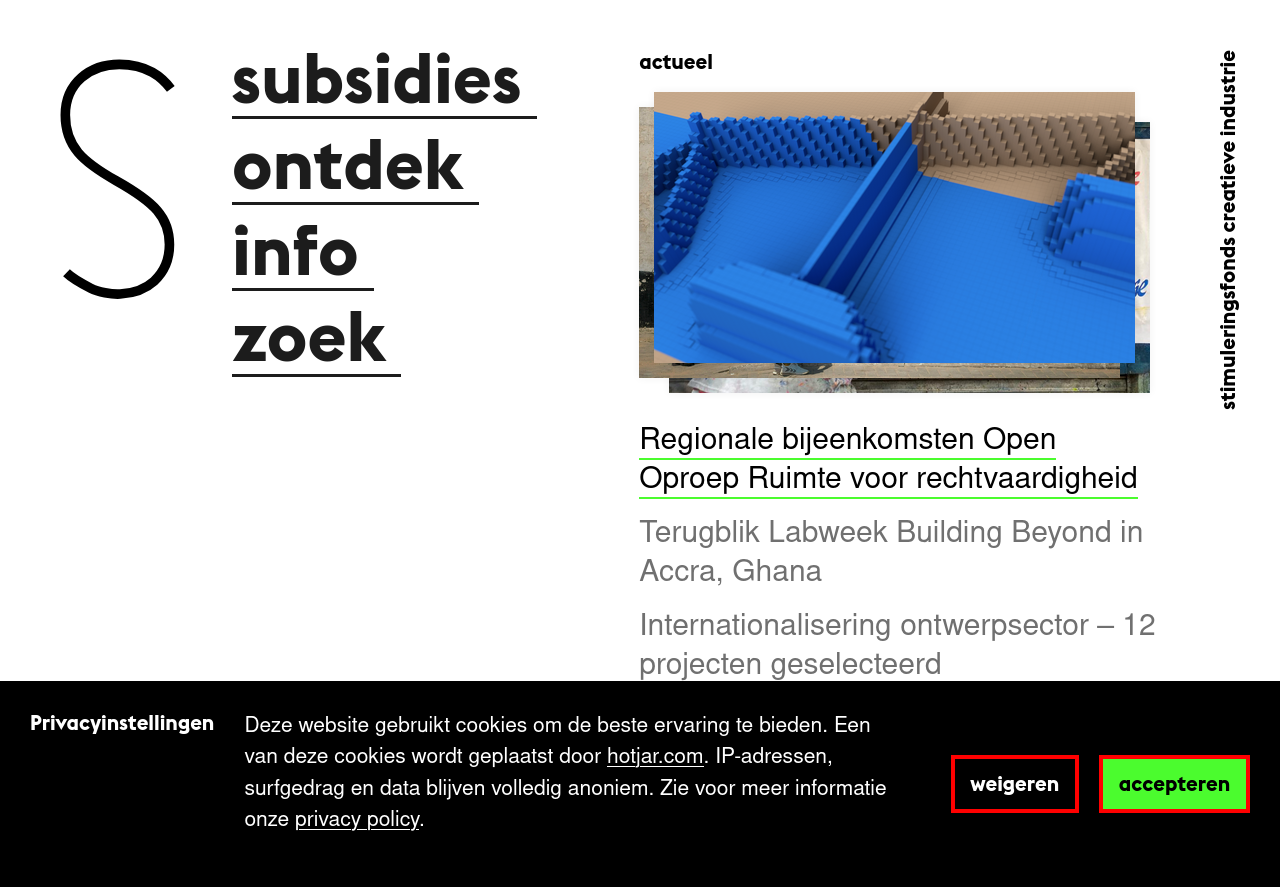 S
subsidies
ontdek
info
zoek
actueel
stimuleringsfonds creatieve industrie
Regionale bijeenkomsten Open
Oproep Ruimte voor rechtvaardigheid
Terugblik Labweek Building Beyond in
Accra, Ghana
Internationalisering ontwerpsector – 12
projecten geselecteerd
Privacyinstellingen
Deze website gebruikt cookies om de beste ervaring te bieden. Een
van deze cookies wordt geplaatst door hotjar.com. IP-adressen,
surfgedrag en data blijven volledig anoniem. Zie voor meer informatie
onze privacy policy.
weigeren
accepteren